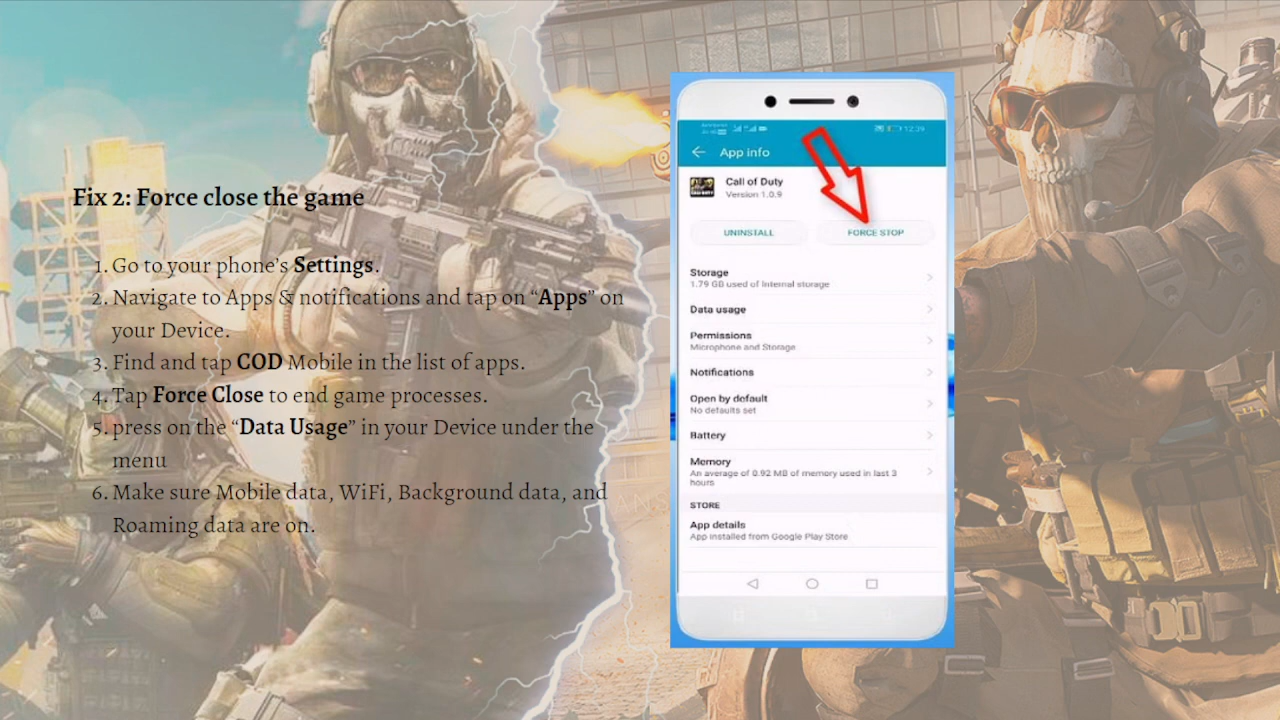 Fix 2: Force close the game
1. Go to your phone's Settings.
2. Navigate to Apps & notifications and tap on “Apps” on
your Device.
3. Find and tap COD Mobile in the list of apps.
4. Tap Force Close to end game processes.
5. press on the “Data Usage” in your Device under the
menu
6. Make sure Mobile data, WiFi, Background data, and
Roaming data are on.
12:29
App info
Call of Duty
Version 1.0.9
UNINSTALL
FORCE STOP
Storage
1.79 GB used of Internal storage
Data usage
Permissions
Microphone and Storage
Notifications
Open by default
No defaults set
Battery
Memory
An average of 0.92 MB of memory used in last 3
hours
STORE
App details
App installed from Google Play Store